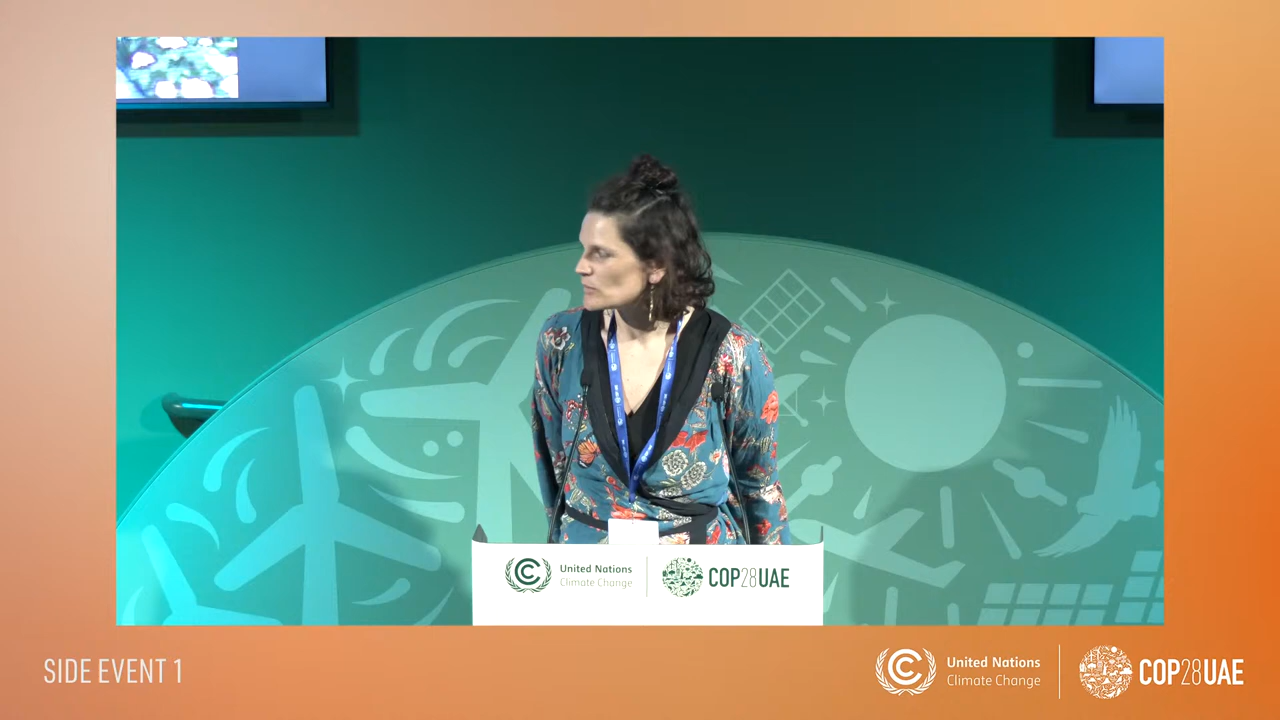 United Nations
Climate Change
COP28UAE
SIDE EVENT 1
United Nations
Climate Change
COP28UAE